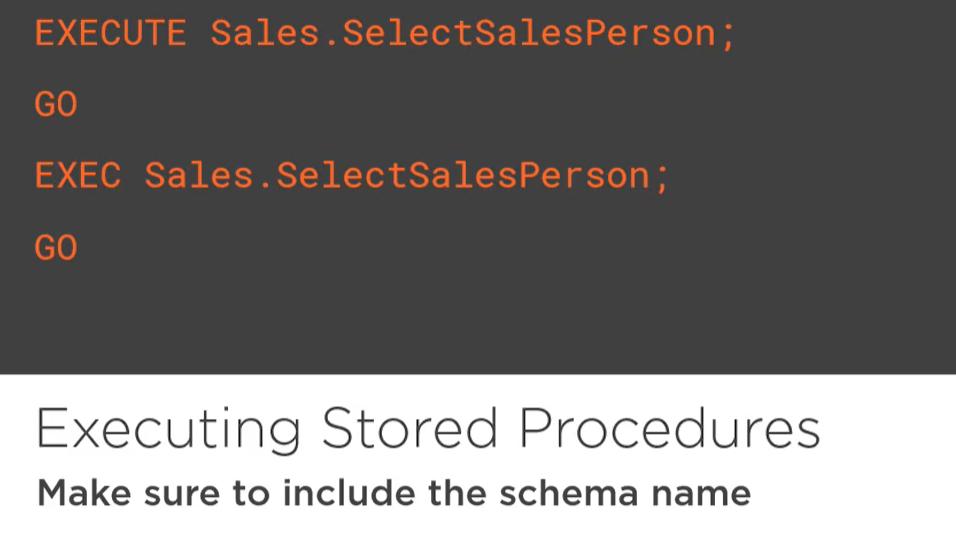 EXECUTE Sales.SelectSalesPerson;
GO
EXEC Sales.SelectSalesPerson;
GO
Executing Stored Procedures
Make sure to include the schema name